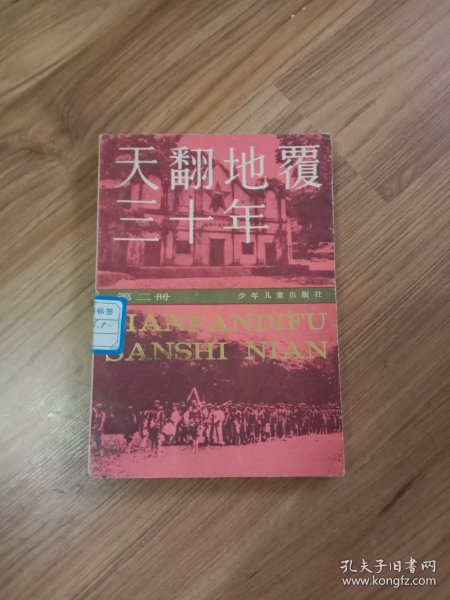 天翻地覆
三十年
第二册 少年儿童出版社
标签
TIANFANDIFU
SANSHI NIAN
孔夫子旧书网
www.kongfz.com